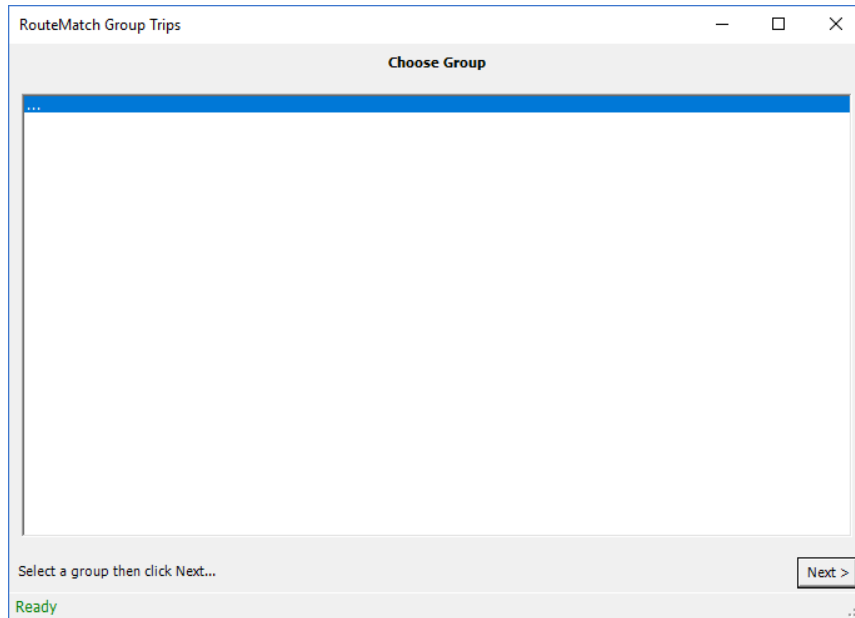 RouteMatch Group Trips
Choose Group
...
Select a group then click Next...
Next >
Ready